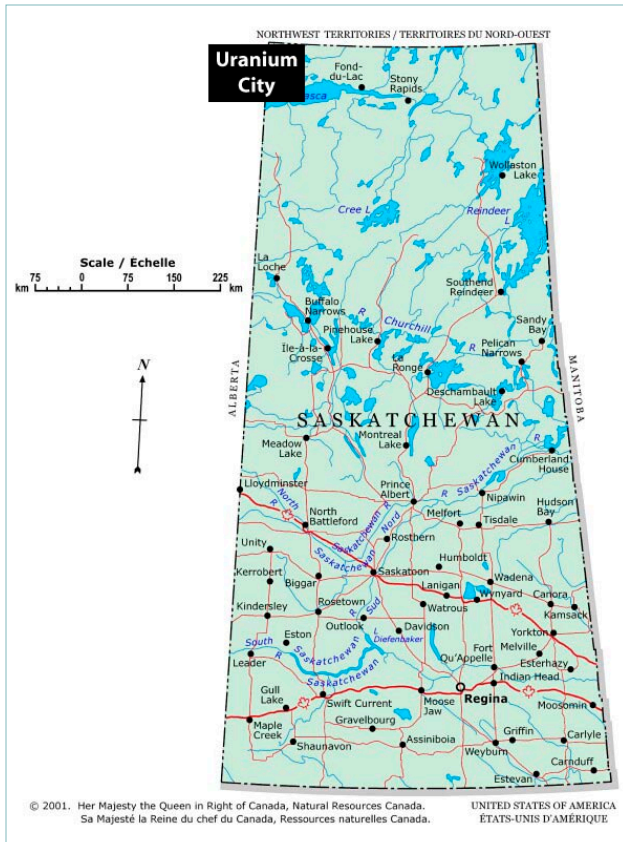 NORTHWEST TERRITORIES / TERRITOIRES DU NORD-OUEST
Uranium
City
Fond-
du-Lac
Stony
Rapids
asca
Wollaston
Lake
Cree L
Reindeer
L
Scale / Échelle
75 0 75 150 225
km km
La
Loche
Southend
Reindeer
Buffalo
Narrows
R Churchill
Sandy
Bay
Pinehouse
Lake
R
Pelican
Narrows
Île-à-la-
Crosse
La
Ronge
N
ALBERTA
MANITOBA
Deschambault
Lake
SASKATCHEWAN
Meadow
Lake
Montreal
Lake
R
Cumberland
House
Lloydminster
Prince
Albert
R Saskatchewan
Nipawin
North
R
North
Battleford
Saskatchewan R
Nord
Melfort
Tisdale
Hudson
Bay
Rosthern
Unity
Saskatchewan
Humboldt
Kerrobert
Biggar
Saskatoon
Wadena
Lanigan
Wynyard
Canora
Kamsack
Kindersley
Rosetown
R
Sud
Watrous
Outlook
Davidson
Yorkton
Eston
L
Diefenbaker
Melville
South
R
Saskatchewan
Fort
Qu'Appelle
Esterhazy
Leader
Saskatchewan
Indian Head
Gull
Lake
Swift Current
Moose
Jaw
Regina
Moosomin
Maple
Creek
Gravelbourg
Griffin
Carlyle
Shaunavon
Assiniboia
Weyburn
Carnduff
Estevan
© 2001. Her Majesty the Queen in Right of Canada, Natural Resources Canada.
Sa Majesté la Reine du chef du Canada, Ressources naturelles Canada.
UNITED STATES OF AMERICA
ÉTATS-UNIS D'AMÉRIQUE